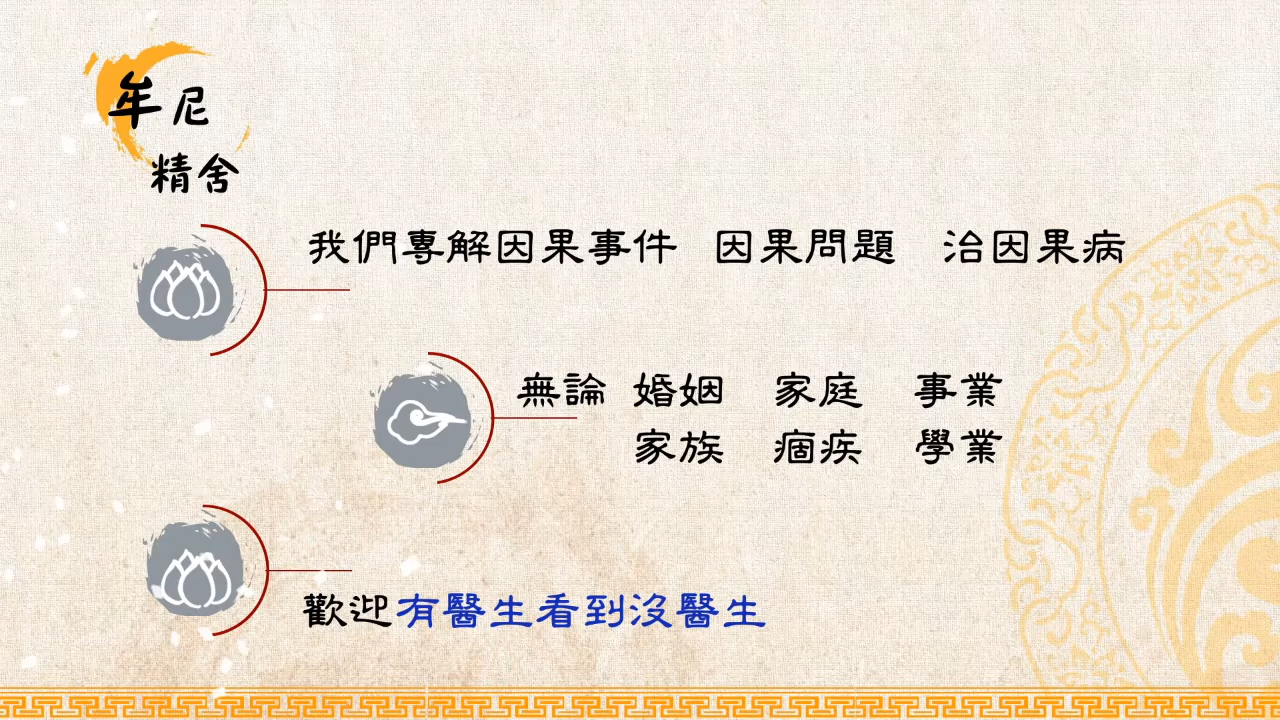 牟尼
精舍
我們專解因果事件 因果問題 治因果病
無論 婚姻 家庭 事業
家族 痼疾 學業
歡迎有醫生看到沒醫生